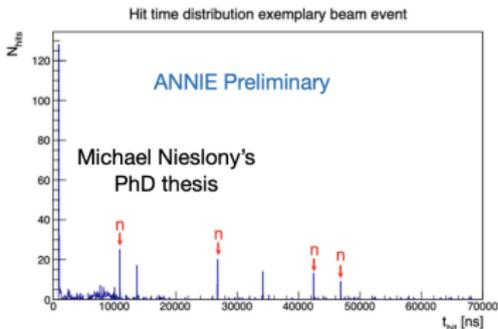 Hit time distribution exemplary beam event
N_hits
ANNIE Preliminary
Michael Nieslony's
PhD thesis
120
100
80
60
40
20
0
n
n
n
n
0
10000
20000
30000
40000
50000
60000
70000
t_hit [ns]